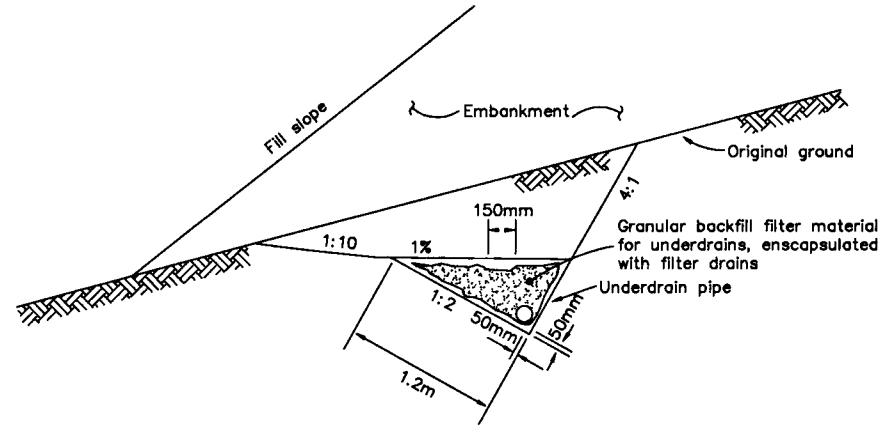 Embankment
Fill slope
Original ground
4:1
150mm
1:10
1%
Granular backfill filter material
for underdrains, enscapsulated
with filter drains
Underdrain pipe
1:2
50mm
50mm
1.2m